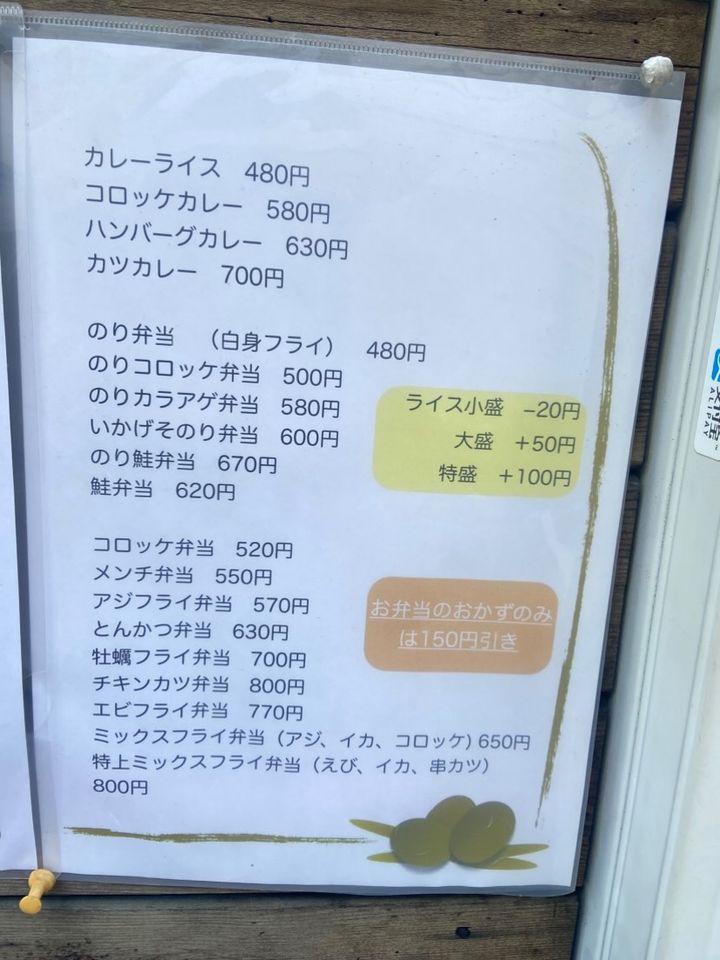 カレーライス　480円
コロッケカレー　580円
ハンバーグカレー　630円
カツカレー　700円
のり弁当　（白身フライ）　480円
のりコロッケ弁当　500円
のりカラアゲ弁当　580円
いかげそのり弁当　600円
のり鮭弁当　670円
鮭弁当　620円
ライス小盛　−20円
大盛　+50円
特盛　+100円
コロッケ弁当　520円
メンチ弁当　550円
アジフライ弁当　570円
とんかつ弁当　630円
牡蠣フライ弁当　700円
チキンカツ弁当　800円
エビフライ弁当　770円
ミックスフライ弁当（アジ、イカ、コロッケ) 650円
特上ミックスフライ弁当（えび、イカ、串カツ）
800円
お弁当のおかずのみ
は150円引き
ALIPAY